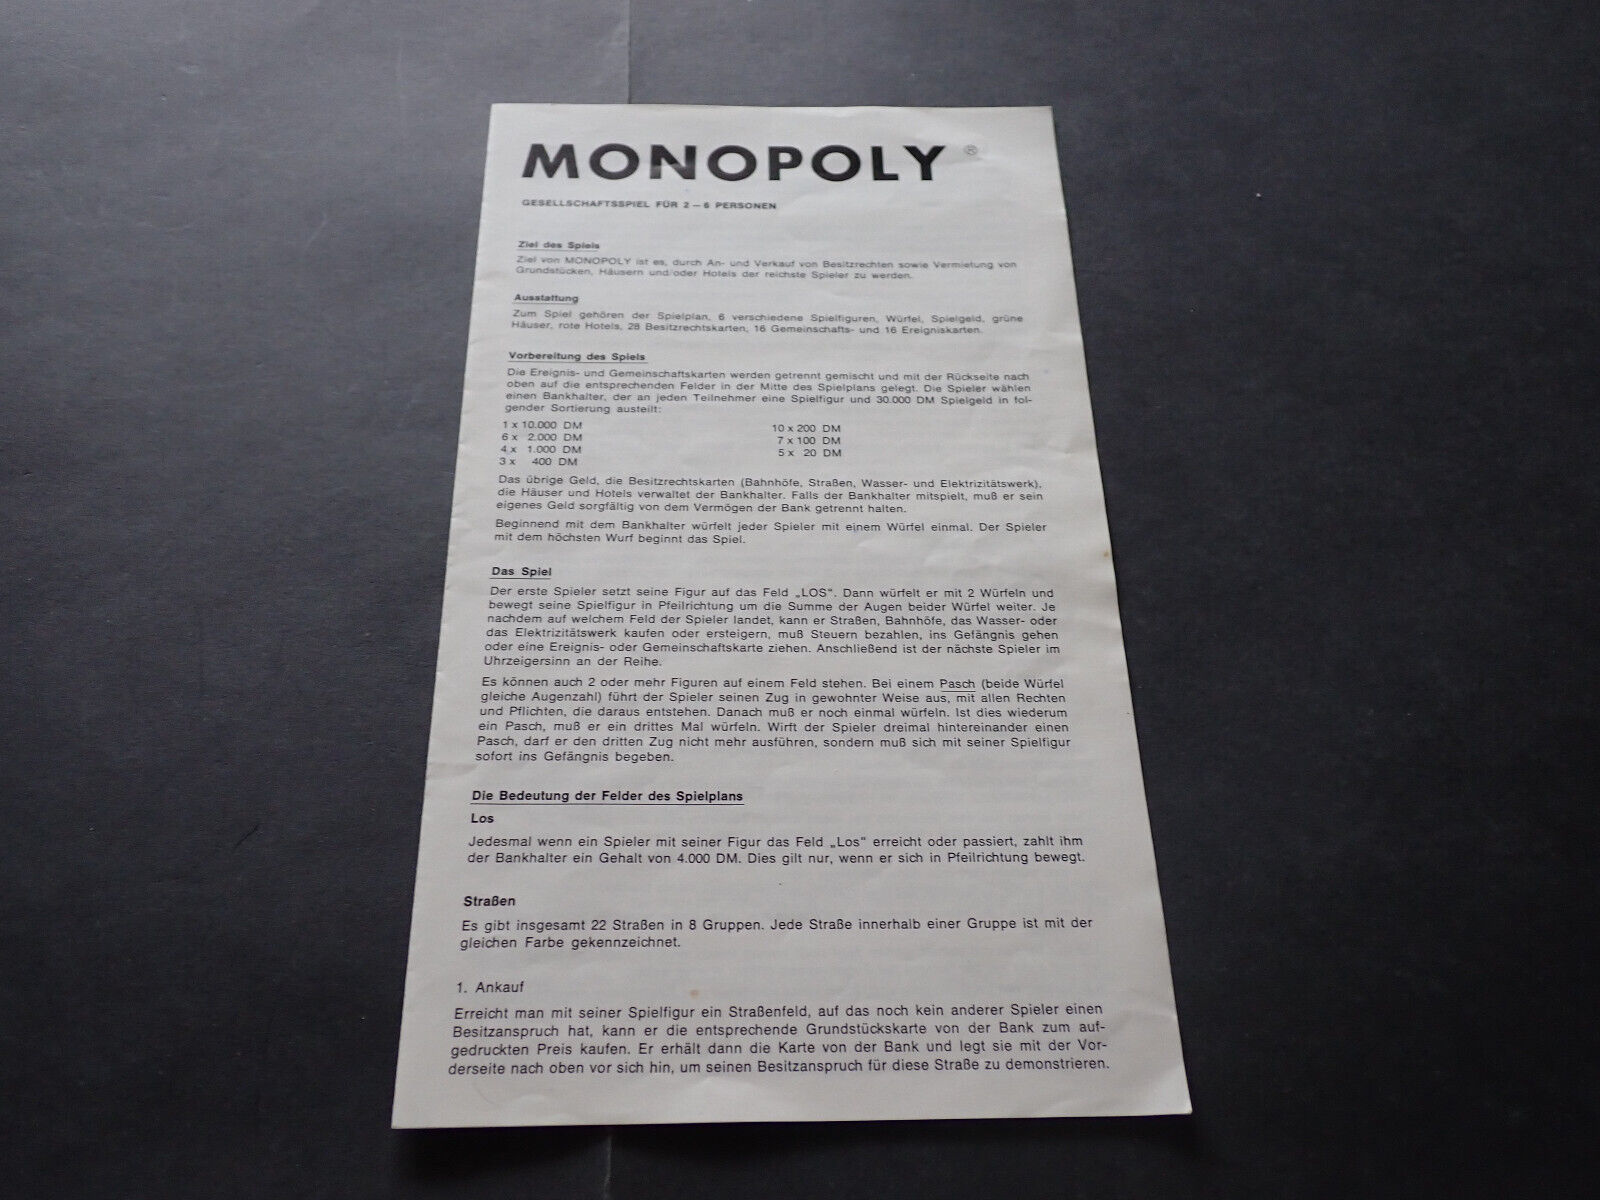 MONOPOLY ®
GESELLSCHAFTSSPIEL FÜR 2 – 6 PERSONEN
Ziel des Spiels
Ziel von MONOPOLY ist es, durch An- und Verkauf von Besitzrechten sowie Vermietung von
Grundstücken, Häusern und/oder Hotels der reichste Spieler zu werden.
Ausstattung
Zum Spiel gehören der Spielplan, 6 verschiedene Spielfiguren, Würfel, Spielgeld, grüne
Häuser, rote Hotels, 28 Besitzrechtskarten, 16 Gemeinschafts- und 16 Ereigniskarten.
Vorbereitung des Spiels
Die Ereignis- und Gemeinschaftskarten werden getrennt gemischt und mit der Rückseite nach
oben auf die entsprechenden Felder in der Mitte des Spielplans gelegt. Die Spieler wählen
einen Bankhalter, der an jeden Teilnehmer eine Spielfigur und 30.000 DM Spielgeld in fol-
gender Sortierung austeilt:
1 x 10.000 DM
6 x 2.000 DM
4 x 1.000 DM
3 x 400 DM
10 x 200 DM
7 x 100 DM
5 x 20 DM
Das übrige Geld, die Besitzrechtskarten (Bahnhöfe, Straßen, Wasser- und Elektrizitätswerk),
die Häuser und Hotels verwaltet der Bankhalter. Falls der Bankhalter mitspielt, muß er sein
eigenes Geld sorgfältig von dem Vermögen der Bank getrennt halten.
Beginnend mit dem Bankhalter würfelt jeder Spieler mit einem Würfel einmal. Der Spieler
mit dem höchsten Wurf beginnt das Spiel.
Das Spiel
Der erste Spieler setzt seine Figur auf das Feld „LOS“. Dann würfelt er mit 2 Würfeln und
bewegt seine Spielfigur in Pfeilrichtung um die Summe der Augen beider Würfel weiter. Je
nachdem auf welchem Feld der Spieler landet, kann er Straßen, Bahnhöfe, das Wasser- oder
das Elektrizitätswerk kaufen oder ersteigern, muß Steuern bezahlen, ins Gefängnis gehen
oder eine Ereignis- oder Gemeinschaftskarte ziehen. Anschließend ist der nächste Spieler im
Uhrzeigersinn an der Reihe.
Es können auch 2 oder mehr Figuren auf einem Feld stehen. Bei einem Pasch (beide Würfel
gleiche Augenzahl) führt der Spieler seinen Zug in gewohnter Weise aus, mit allen Rechten
und Pflichten, die daraus entstehen. Danach muß er noch einmal würfeln. Ist dies wiederum
ein Pasch, muß er ein drittes Mal würfeln. Wirft der Spieler dreimal hintereinander einen
Pasch, darf er den dritten Zug nicht mehr ausführen, sondern muß sich mit seiner Spielfigur
sofort ins Gefängnis begeben.
Die Bedeutung der Felder des Spielplans
Los
Jedesmal wenn ein Spieler mit seiner Figur das Feld „Los“ erreicht oder passiert, zahlt ihm
der Bankhalter ein Gehalt von 4.000 DM. Dies gilt nur, wenn er sich in Pfeilrichtung bewegt.
Straßen
Es gibt insgesamt 22 Straßen in 8 Gruppen. Jede Straße innerhalb einer Gruppe ist mit der
gleichen Farbe gekennzeichnet.
1. Ankauf
Erreicht man mit seiner Spielfigur ein Straßenfeld, auf das noch kein anderer Spieler einen
Besitzanspruch hat, kann er die entsprechende Grundstückskarte von der Bank zum auf-
gedruckten Preis kaufen. Er erhält dann die Karte von der Bank und legt sie mit der Vor-
derseite nach oben vor sich hin, um seinen Besitzanspruch für diese Straße zu demonstrieren.